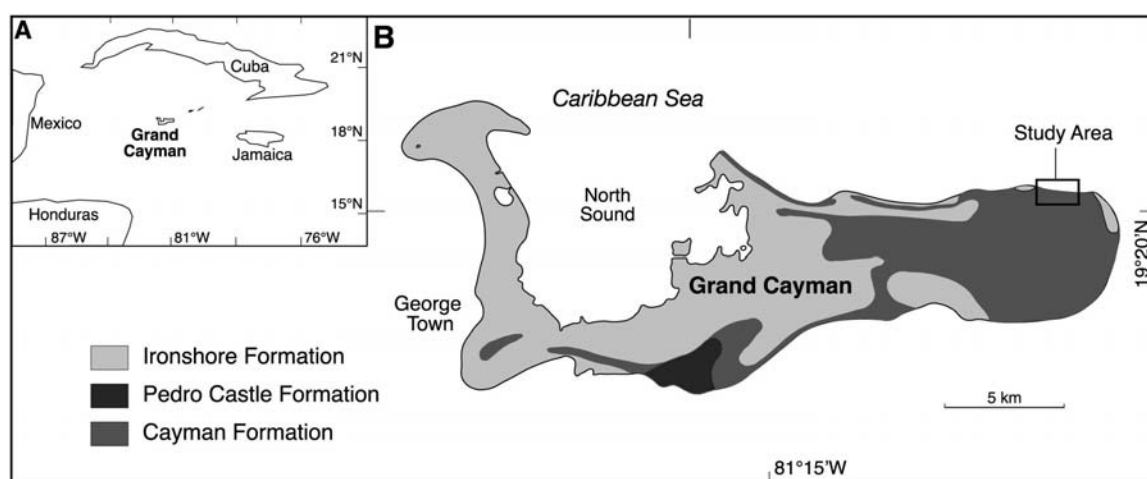 A
21°N
Cuba
Mexico
Grand
Cayman
18°N
Jamaica
15°N
Honduras
87°W
81°W
76°W
B
Caribbean Sea
Study Area
North
Sound
19°20'N
Grand Cayman
George
Town
Ironshore Formation
Pedro Castle Formation
Cayman Formation
5 km
81°15'W